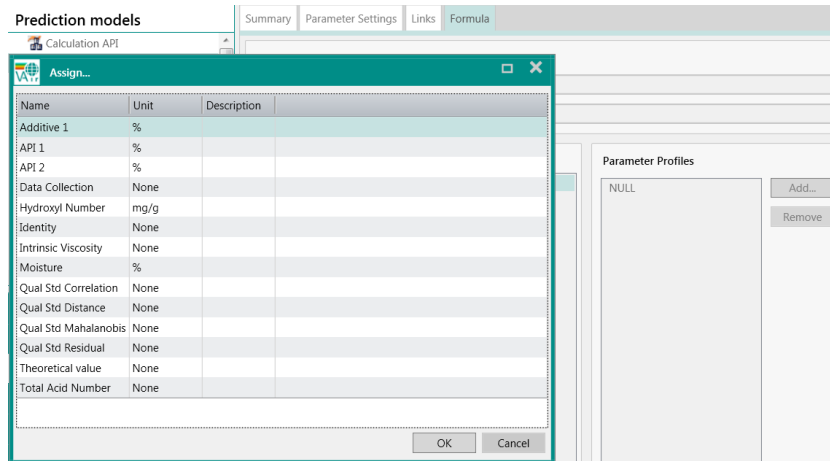 Prediction models
Summary Parameter Settings Links Formula
Calculation API
Assign...
Name Unit Description
Additive 1 %
API 1 %
API 2 %
Data Collection None
Hydroxyl Number mg/g
Identity None
Intrinsic Viscosity None
Moisture %
Qual Std Correlation None
Qual Std Distance None
Qual Std Mahalanobis None
Qual Std Residual None
Theoretical value None
Total Acid Number None
OK Cancel
Parameter Profiles
NULL
Add...
Remove